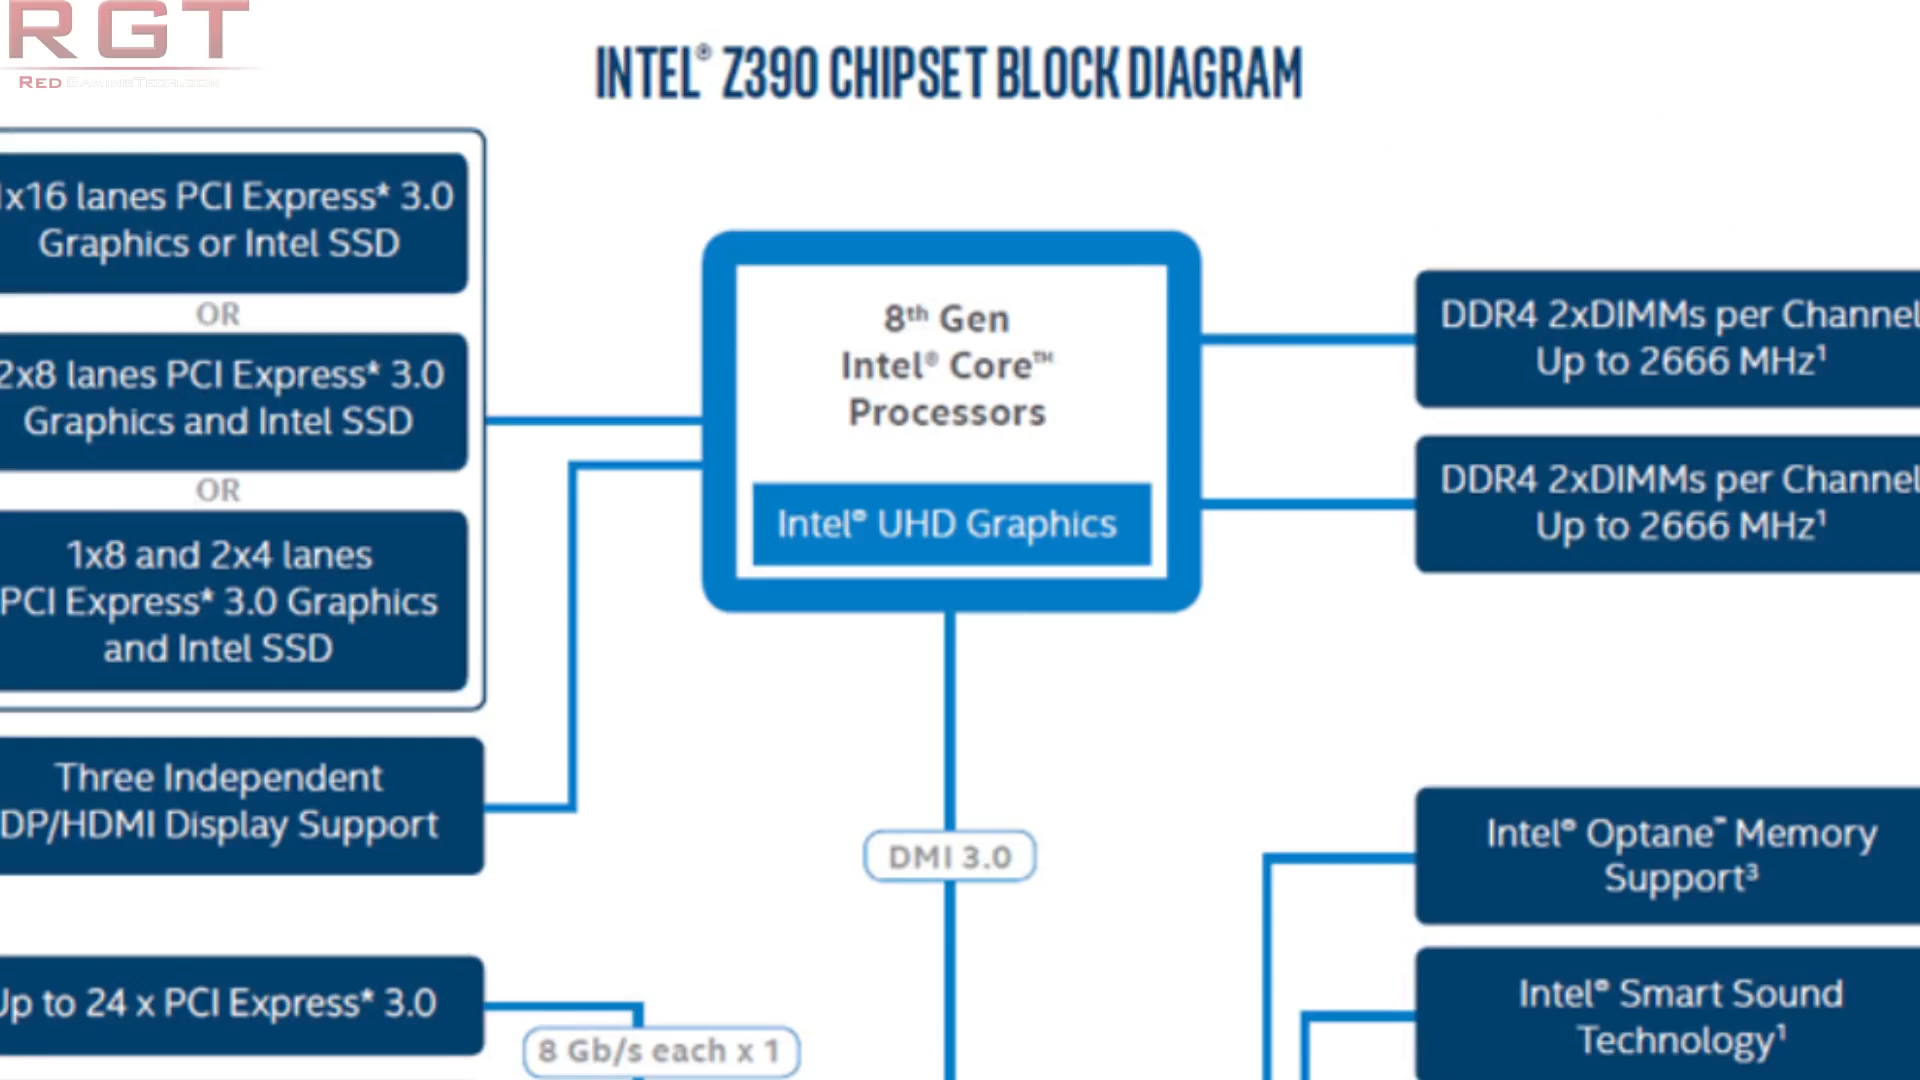 RGT
RED GAMINGTECH.COM
INTEL® Z390 CHIPSET BLOCK DIAGRAM
1x16 lanes PCI Express* 3.0
Graphics or Intel SSD
OR
2x8 lanes PCI Express* 3.0
Graphics and Intel SSD
OR
1x8 and 2x4 lanes
PCI Express* 3.0 Graphics
and Intel SSD
Three Independent
DP/HDMI Display Support
Up to 24 x PCI Express* 3.0
8 Gb/s each x 1
8th Gen
Intel® Core™
Processors
Intel® UHD Graphics
DMI 3.0
DDR4 2xDIMMs per Channel
Up to 2666 MHz¹
DDR4 2xDIMMs per Channel
Up to 2666 MHz¹
Intel® Optane™ Memory
Support³
Intel® Smart Sound
Technology¹